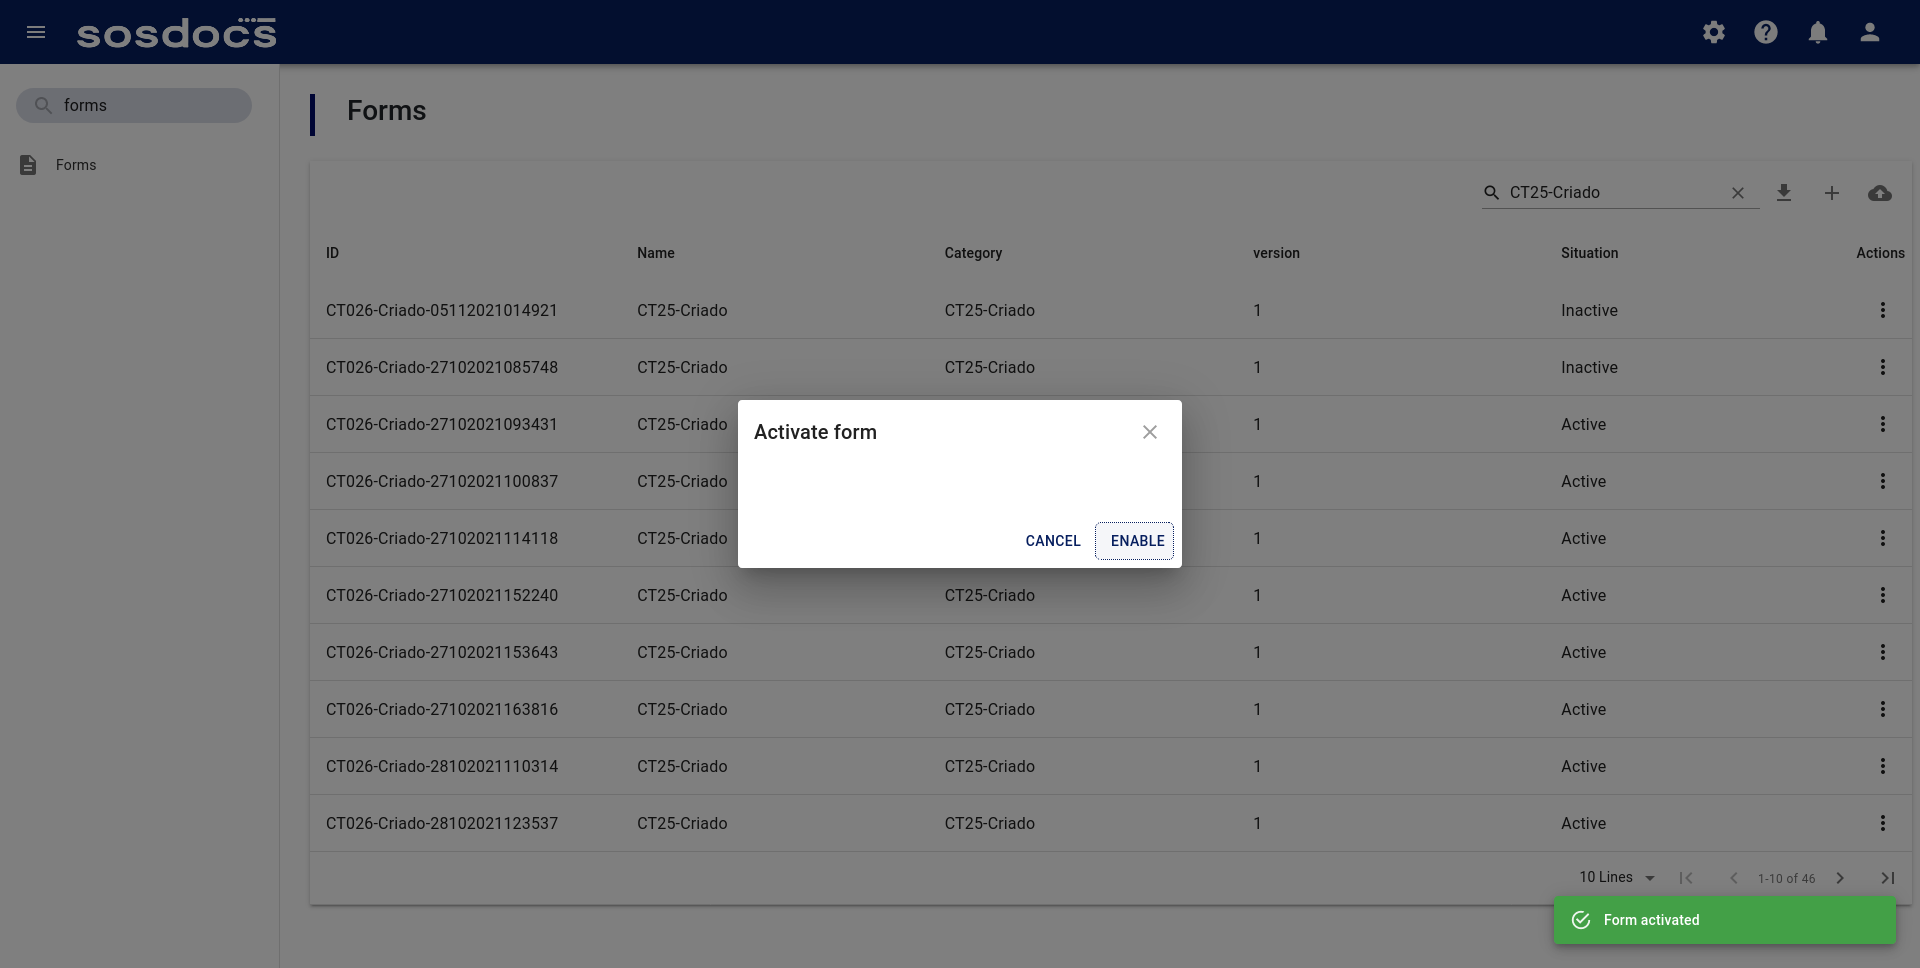 sosdocs
forms
Forms
Forms
CT25-Criado
ID Name Category version Situation Actions
CT026-Criado-05112021014921 CT25-Criado CT25-Criado 1 Inactive
CT026-Criado-27102021085748 CT25-Criado CT25-Criado 1 Inactive
CT026-Criado-27102021093431 CT25-Criado 1 Active
CT026-Criado-27102021100837 CT25-Criado 1 Active
CT026-Criado-27102021114118 CT25-Criado 1 Active
CT026-Criado-27102021152240 CT25-Criado CT25-Criado 1 Active
CT026-Criado-27102021153643 CT25-Criado CT25-Criado 1 Active
CT026-Criado-27102021163816 CT25-Criado CT25-Criado 1 Active
CT026-Criado-28102021110314 CT25-Criado CT25-Criado 1 Active
CT026-Criado-28102021123537 CT25-Criado CT25-Criado 1 Active
Activate form
CANCEL ENABLE
10 Lines 1-10 of 46
Form activated